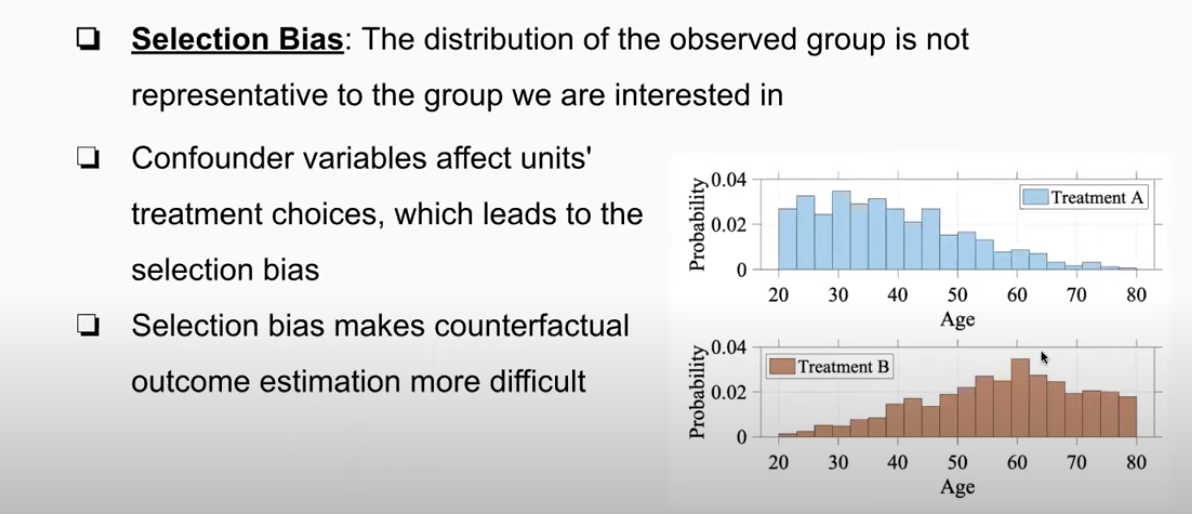 Selection Bias: The distribution of the observed group is not
representative to the group we are interested in
Confounder variables affect units'
treatment choices, which leads to the
selection bias
Selection bias makes counterfactual
outcome estimation more difficult
Probability
0.04
0.02
0
Treatment A
20 30 40 50 60 70 80
Age
Probability
0.04
0.02
0
Treatment B
20 30 40 50 60 70 80
Age